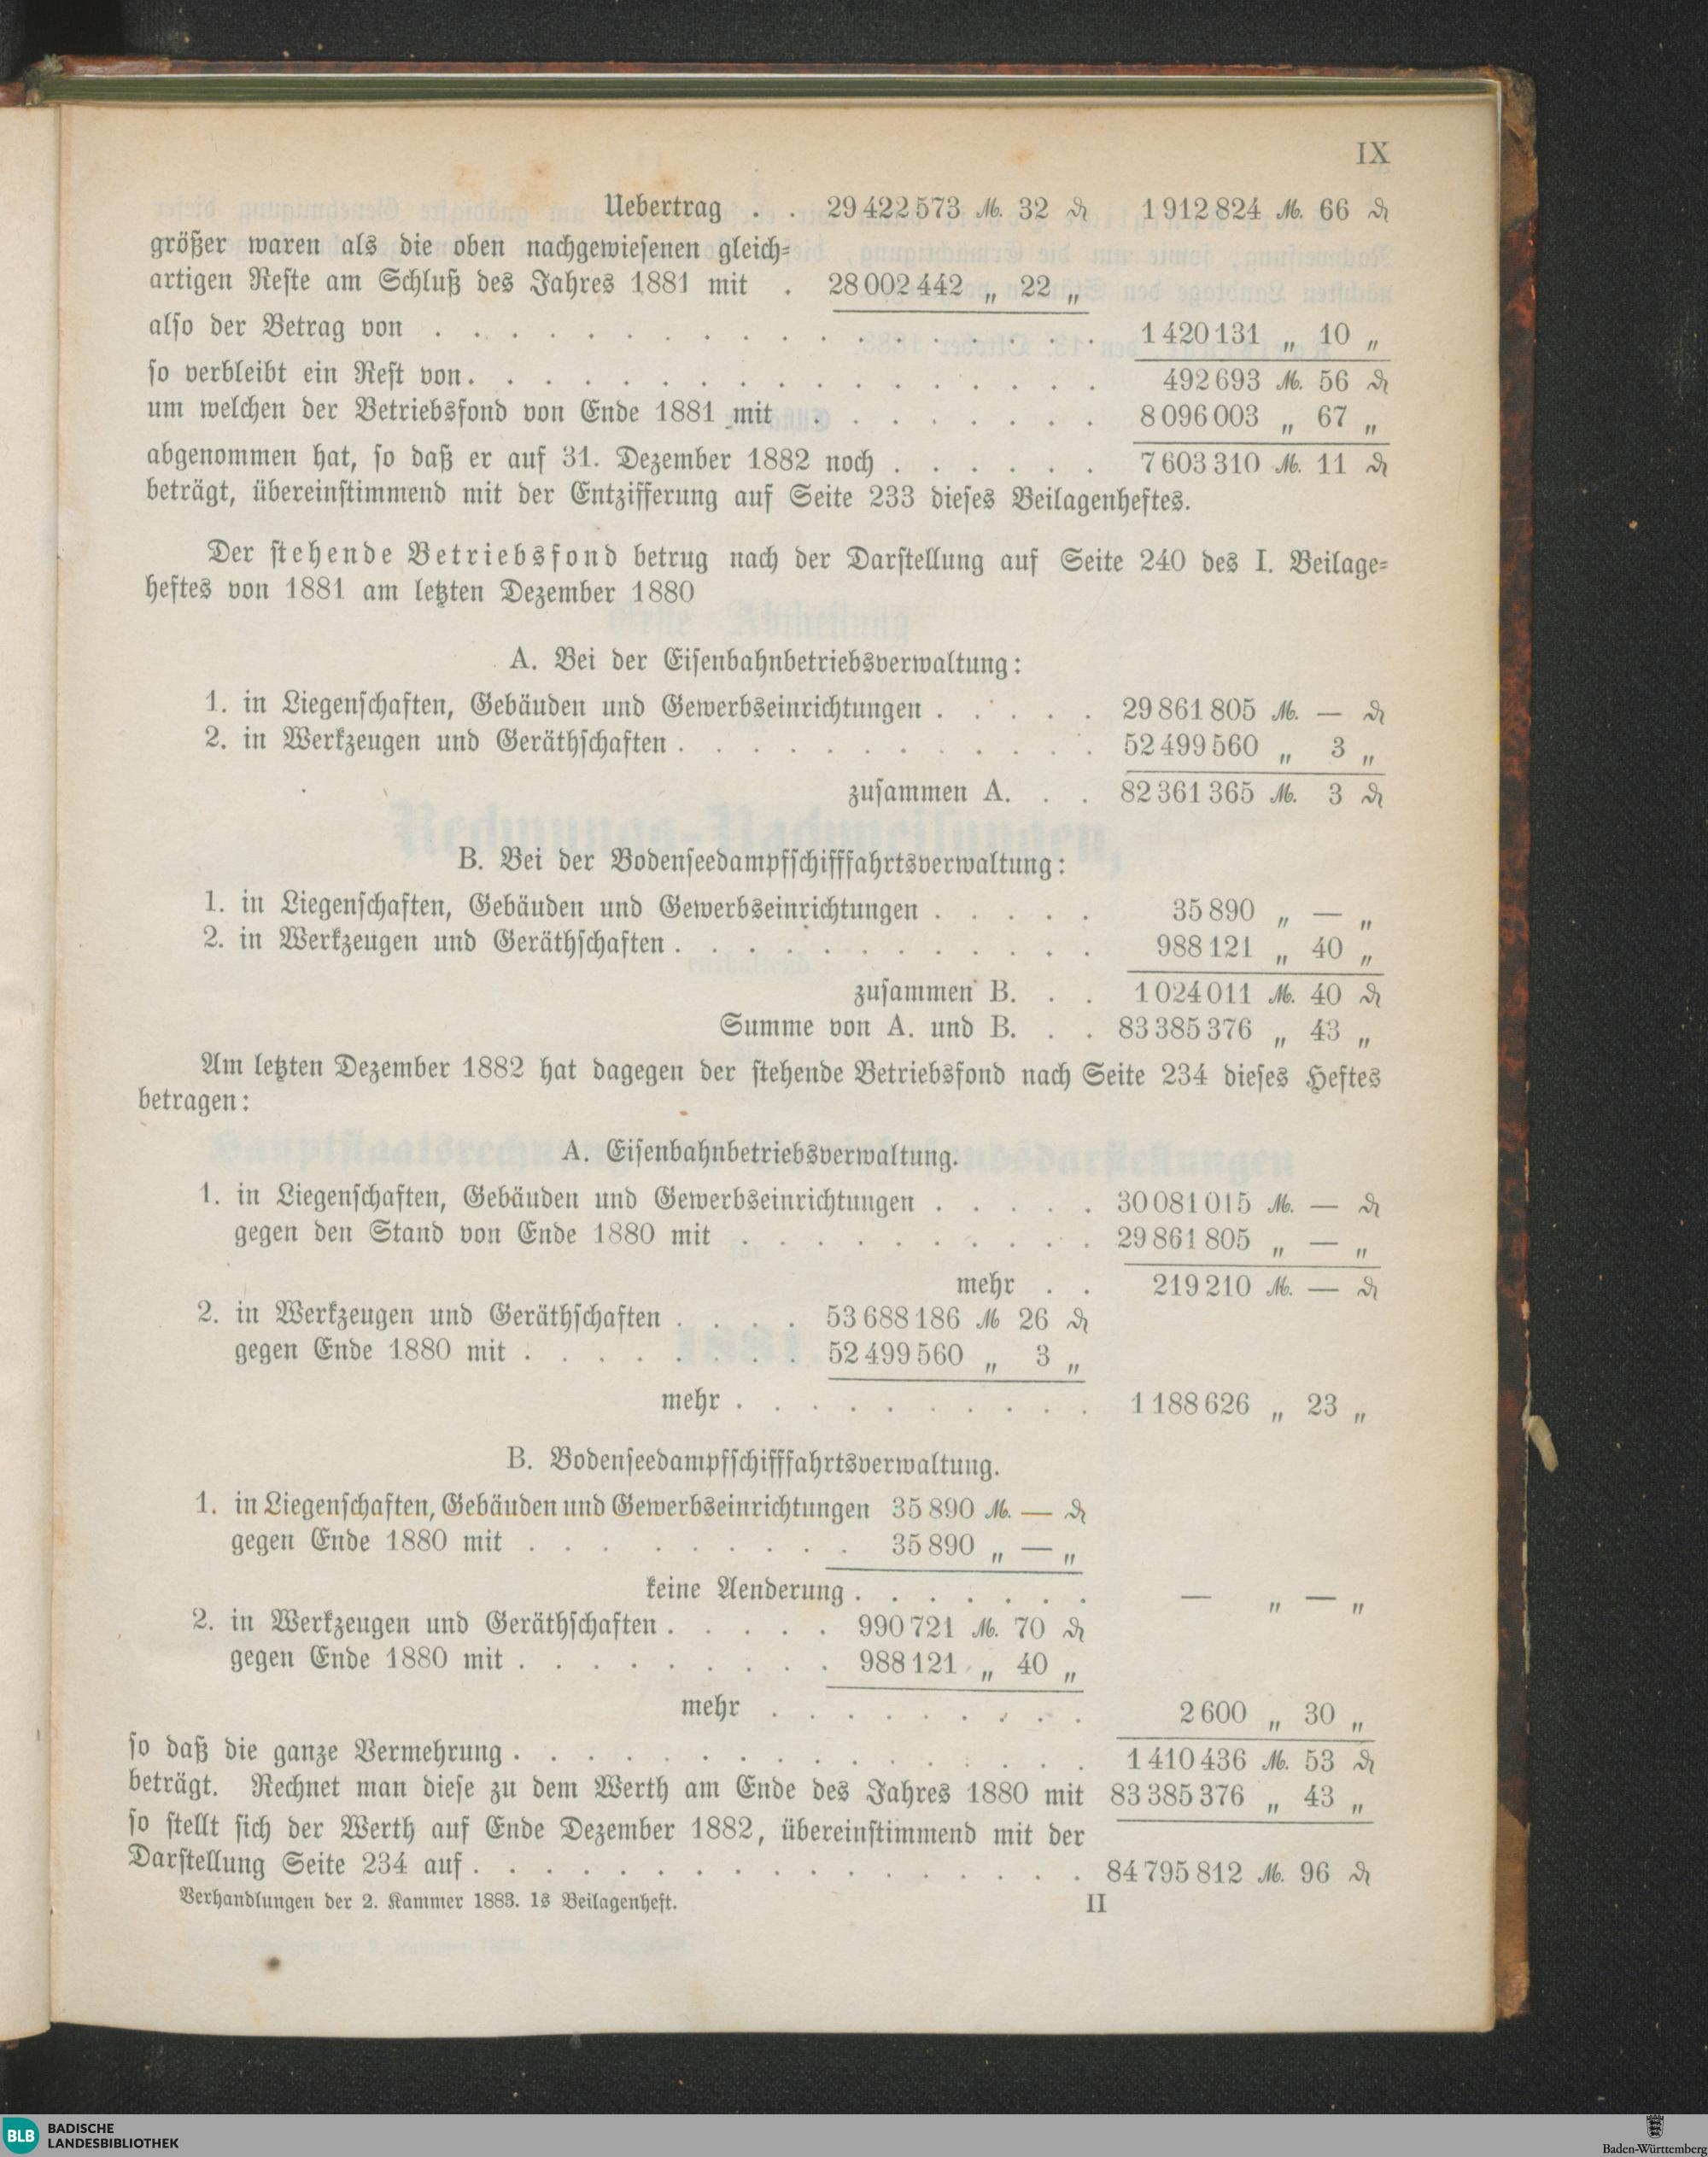 IX
Uebertrag . . 29 422 573 ℳ. 32 ₰ 1 912 824 ℳ. 66 ₰
größer waren als die oben nachgewiesenen gleich-
artigen Reste am Schluß des Jahres 1881 mit . 28 002 442 „ 22 „
also der Betrag von . . . . . . . . . . . . . . . . . . 1 420 131 „ 10 „
so verbleibt ein Rest von . . . . . . . . . . . . . . . . . 492 693 ℳ. 56 ₰
um welchen der Betriebsfond von Ende 1881 mit . . . . . . . . 8 096 003 „ 67 „
abgenommen hat, so daß er auf 31. Dezember 1882 noch . . . . . . 7 603 310 ℳ. 11 ₰
beträgt, übereinstimmend mit der Entzifferung auf Seite 233 dieses Beilagenheftes.
Der stehende Betriebsfond betrug nach der Darstellung auf Seite 240 des I. Beilage-
heftes von 1881 am letzten Dezember 1880
A. Bei der Eisenbahnbetriebsverwaltung:
1. in Liegenschaften, Gebäuden und Gewerbseinrichtungen . . . . . 29 861 805 ℳ. — ₰
2. in Werkzeugen und Geräthschaften . . . . . . . . . . . . 52 499 560 „ 3 „
zusammen A. . . 82 361 365 ℳ. 3 ₰
B. Bei der Bodenseedampfschifffahrtsverwaltung:
1. in Liegenschaften, Gebäuden und Gewerbseinrichtungen . . . . . 35 890 „ — „
2. in Werkzeugen und Geräthschaften . . . . . . . . . . . . 988 121 „ 40 „
zusammen B. . . 1 024 011 ℳ. 40 ₰
Summe von A. und B. . . 83 385 376 „ 43 „
Am letzten Dezember 1882 hat dagegen der stehende Betriebsfond nach Seite 234 dieses Heftes
betragen:
A. Eisenbahnbetriebsverwaltung.
1. in Liegenschaften, Gebäuden und Gewerbseinrichtungen . . . . . 30 081 015 ℳ. — ₰
gegen den Stand von Ende 1880 mit . . . . . . . . . . 29 861 805 „ — „
mehr . . 219 210 ℳ. — ₰
2. in Werkzeugen und Geräthschaften . . . . 53 688 186 ℳ 26 ₰
gegen Ende 1880 mit . . . . . . . . 52 499 560 „ 3 „
mehr . . . . . . . . . . 1 188 626 „ 23 „
B. Bodenseedampfschifffahrtsverwaltung.
1. in Liegenschaften, Gebäuden und Gewerbseinrichtungen 35 890 ℳ. — ₰
gegen Ende 1880 mit . . . . . . . . . 35 890 „ — „
keine Aenderung . . . . . . . — „ — „
2. in Werkzeugen und Geräthschaften . . . . . 990 721 ℳ. 70 ₰
gegen Ende 1880 mit . . . . . . . . . 988 121 „ 40 „
mehr . . . . . . . . . 2 600 „ 30 „
so daß die ganze Vermehrung . . . . . . . . . . . . . . . . 1 410 436 ℳ. 53 ₰
beträgt. Rechnet man diese zu dem Werth am Ende des Jahres 1880 mit 83 385 376 „ 43 „
so stellt sich der Werth auf Ende Dezember 1882, übereinstimmend mit der
Darstellung Seite 234 auf . . . . . . . . . . . . . . . . . 84 795 812 ℳ. 96 ₰
Verhandlungen der 2. Kammer 1883. 1s Beilagenheft. II
BLB BADISCHE
LANDESBIBLIOTHEK
Baden-Württemberg